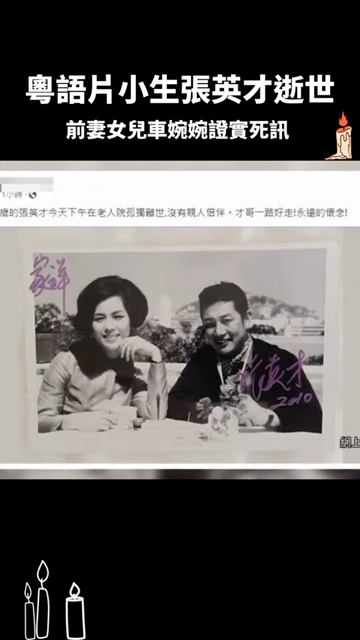 粵語片小生張英才逝世
前妻女兒車婉婉證實死訊
1小時
歲的張英才今天下午在老人院孤獨離世,沒有親人陪伴。才哥一路好走!永遠的懷念!
2010
網上